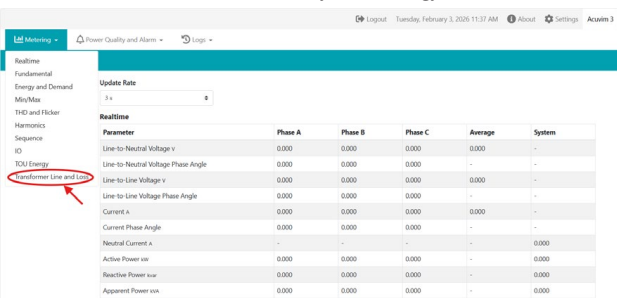 Logout Tuesday, February 3, 2026 11:37 AM About Settings Acuvim 3
Metering Power Quality and Alarm Logs
Realtime
Fundamental
Energy and Demand
Min/Max
THD and Flicker
Harmonics
Sequence
IO
TOU Energy
Transformer Line and Loss
Update Rate
3 s
Realtime
Parameter Phase A Phase B Phase C Average System
Line-to-Neutral Voltage V 0.000 0.000 0.000 0.000 -
Line-to-Neutral Voltage Phase Angle 0.000 0.000 0.000 - -
Line-to-Line Voltage V 0.000 0.000 0.000 0.000 -
Line-to-Line Voltage Phase Angle 0.000 0.000 0.000 - -
Current A 0.000 0.000 0.000 0.000 -
Current Phase Angle 0.000 0.000 0.000 - -
Neutral Current A - - - - 0.000
Active Power kW 0.000 0.000 0.000 - 0.000
Reactive Power kvar 0.000 0.000 0.000 - 0.000
Apparent Power kVA 0.000 0.000 0.000 - 0.000